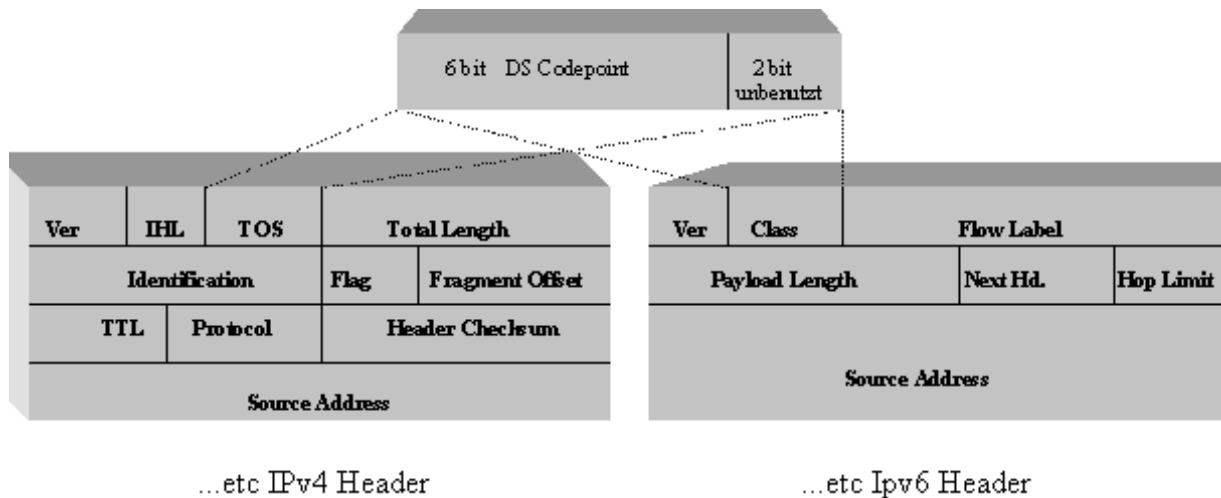 6 bit DS Codepoint
2 bit
unbenutzt
Ver IHL TOS Total Length
Identification Flag Fragment Offset
TTL Protocol Header Checksum
Source Address
Ver Class Flow Label
Payload Length Next Hd. Hop Limit
Source Address
...etc IPv4 Header
...etc Ipv6 Header